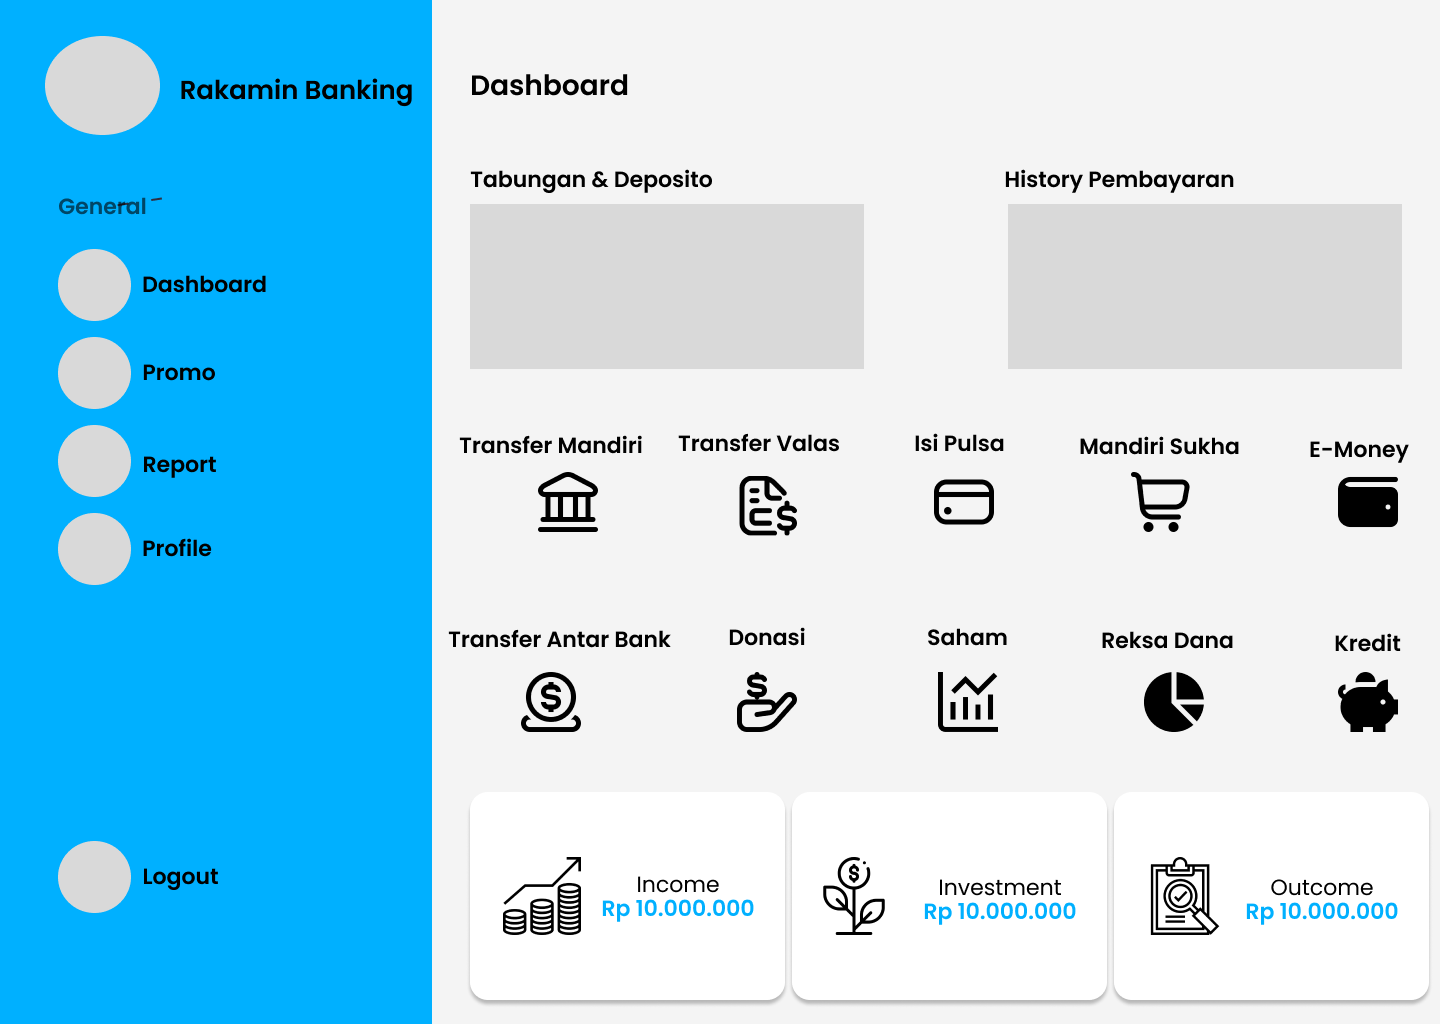 Rakamin Banking
General
Dashboard
Promo
Report
Profile
Logout
Dashboard
Tabungan & Deposito
History Pembayaran
Transfer Mandiri
Transfer Valas
Isi Pulsa
Mandiri Sukha
E-Money
Transfer Antar Bank
Donasi
Saham
Reksa Dana
Kredit
Income
Rp 10.000.000
Investment
Rp 10.000.000
Outcome
Rp 10.000.000